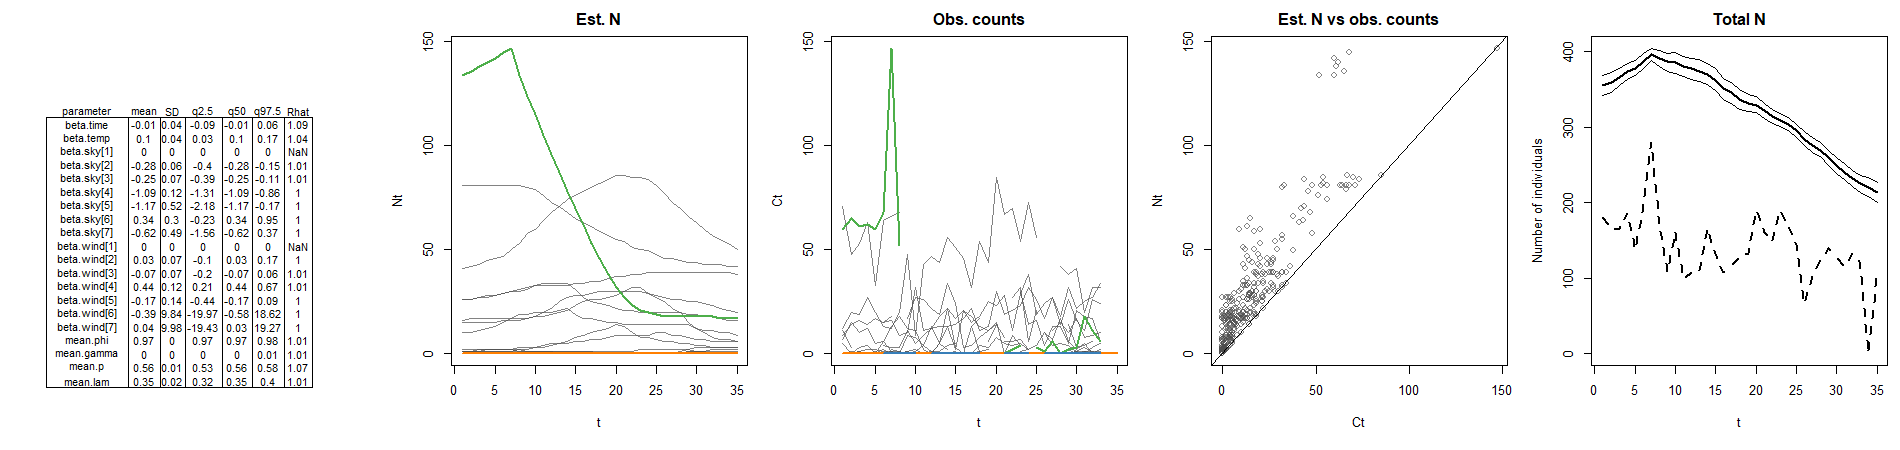 parameter mean SD q2.5 q50 q97.5 Rhat
beta.time -0.01 0.04 -0.09 -0.01 0.06 1.09
beta.temp 0.1 0.04 0.03 0.1 0.17 1.04
beta.sky[1] 0 0 0 0 0 NaN
beta.sky[2] -0.28 0.06 -0.4 -0.28 -0.15 1.01
beta.sky[3] -0.25 0.07 -0.39 -0.25 -0.11 1.01
beta.sky[4] -1.09 0.12 -1.31 -1.09 -0.86 1
beta.sky[5] -1.17 0.52 -2.18 -1.17 -0.17 1
beta.sky[6] 0.34 0.3 -0.23 0.34 0.95 1
beta.sky[7] -0.62 0.49 -1.56 -0.62 0.37 1
beta.wind[1] 0 0 0 0 0 NaN
beta.wind[2] 0.03 0.07 -0.1 0.03 0.17 1
beta.wind[3] -0.07 0.07 -0.2 -0.07 0.06 1.01
beta.wind[4] 0.44 0.12 0.21 0.44 0.67 1.01
beta.wind[5] -0.17 0.14 -0.44 -0.17 0.09 1
beta.wind[6] -0.39 9.84 -19.97 -0.58 18.62 1
beta.wind[7] 0.04 9.98 -19.43 0.03 19.27 1
mean.phi 0.97 0 0.97 0.97 0.98 1.01
mean.gamma 0 0 0 0 0.01 1.01
mean.p 0.56 0.01 0.53 0.56 0.58 1.07
mean.lam 0.35 0.02 0.32 0.35 0.4 1.01
Est. N
Nt
0 50 100 150
0 5 10 15 20 25 30 35
t
Obs. counts
Ct
0 50 100 150
0 5 10 15 20 25 30 35
t
Est. N vs obs. counts
Nt
0 50 100 150
0 50 100 150
Ct
Total N
Number of individuals
0 100 200 300 400
0 5 10 15 20 25 30 35
t